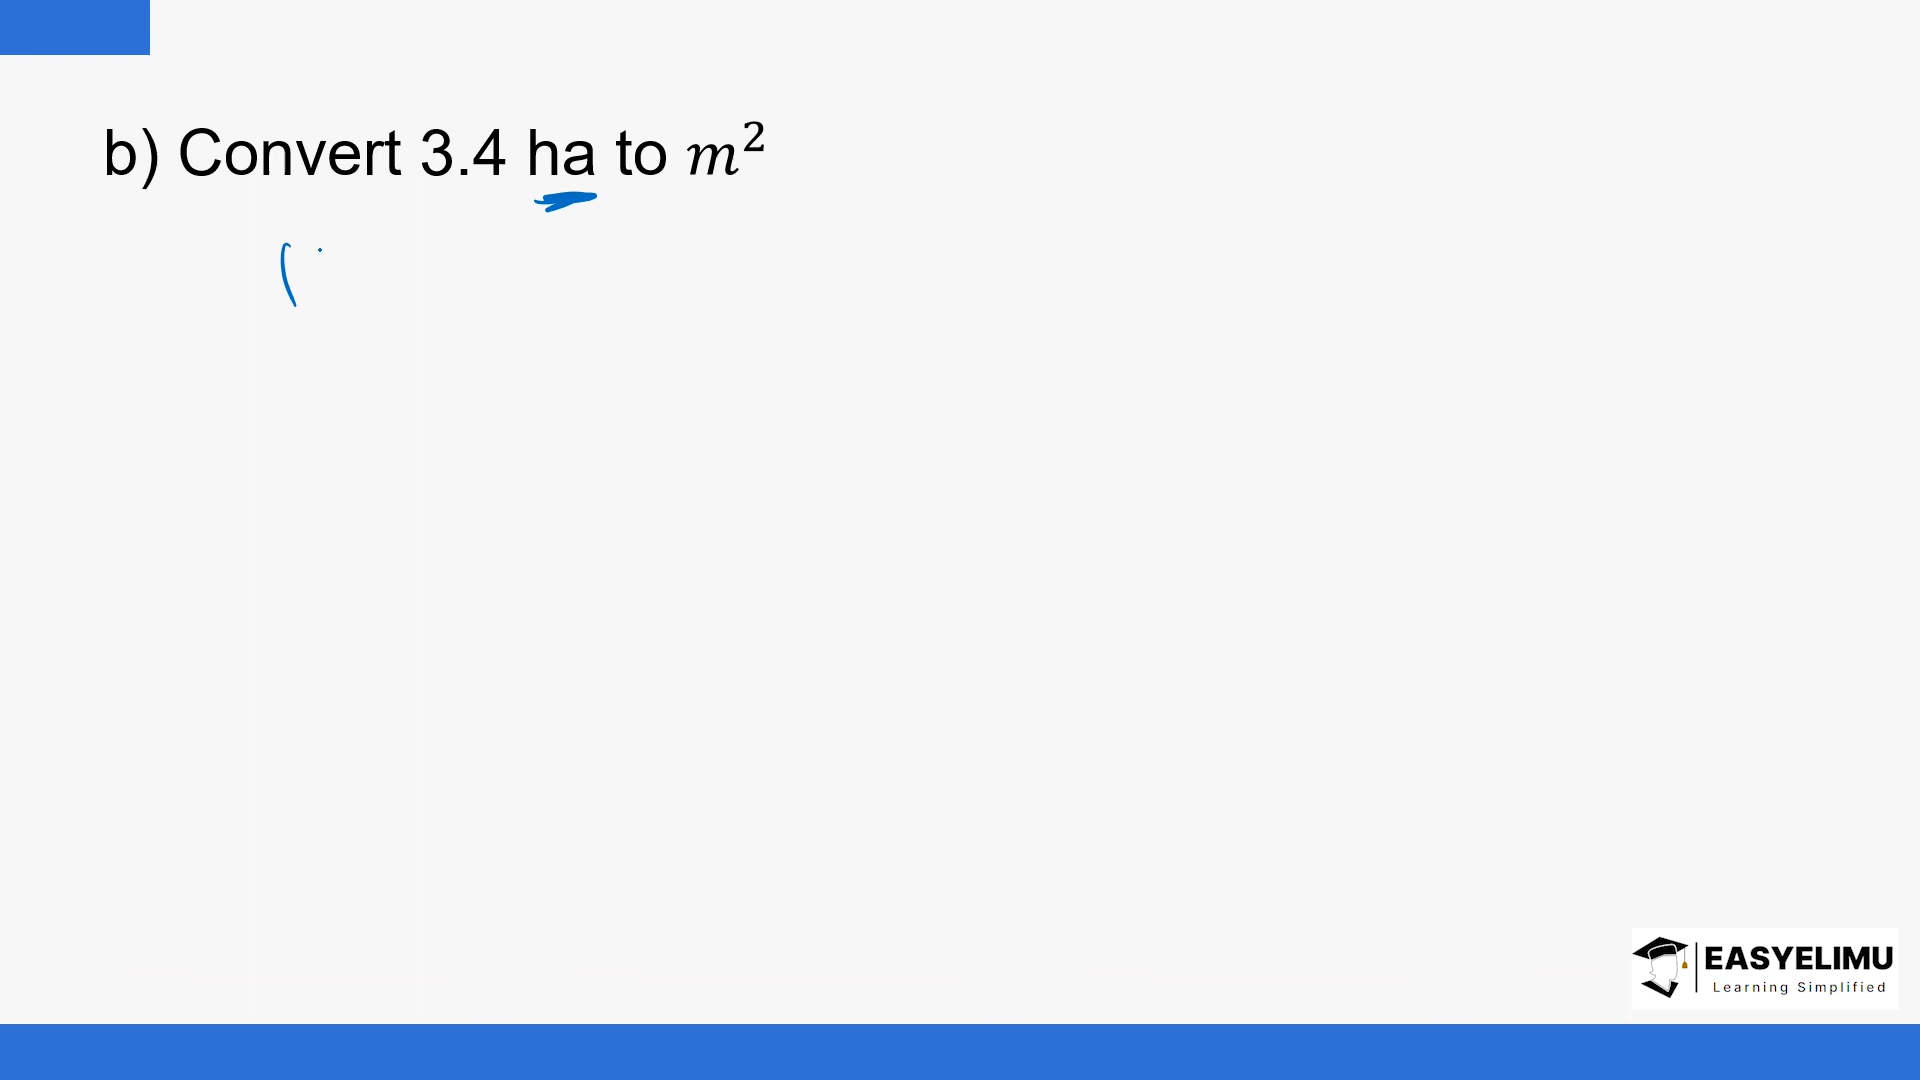 b) Convert 3.4 ha to m²
EASYELIMU
Learning Simplified